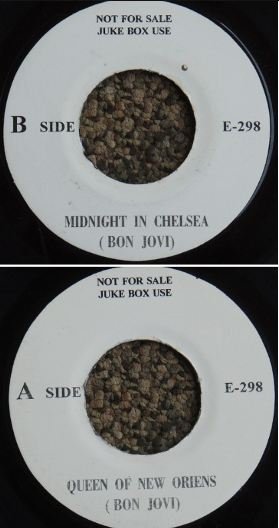 NOT FOR SALE
JUKE BOX USE
B SIDE E-298
MIDNIGHT IN CHELSEA
( BON JOVI)
NOT FOR SALE
JUKE BOX USE
A SIDE E-298
QUEEN OF NEW ORIENS
( BON JOVI)